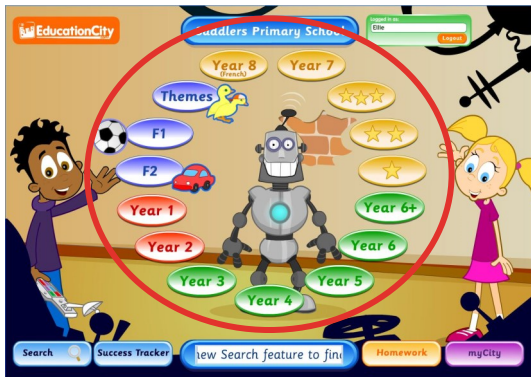 EducationCity
Saddlers Primary School
Logged in as:
Ellie
Logout
Year 8
(French)
Year 7
Themes
F1
F2
Year 1
Year 2
Year 3
Year 4
Year 5
Year 6
Year 6+
Search
Success Tracker
new Search feature to find
Homework
myCity